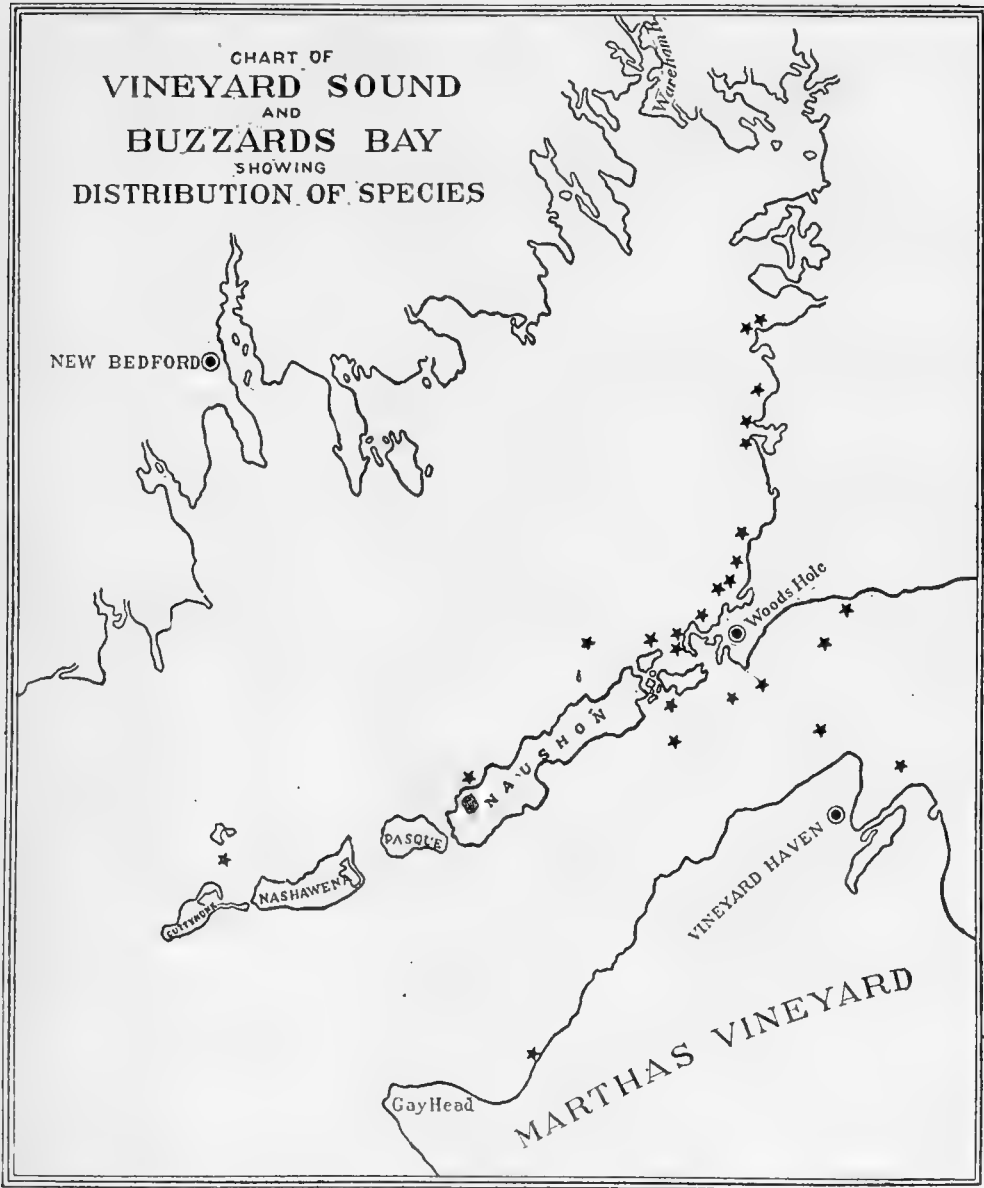 CHART OF
VINEYARD SOUND
AND
BUZZARDS BAY
SHOWING
DISTRIBUTION OF SPECIES
Wareham R.
NEW BEDFORD
Woods Hole
NAUSHON
PASQUE
NASHAWENA
CUTTYHUNK
VINEYARD HAVEN
MARTHAS VINEYARD
Gay Head